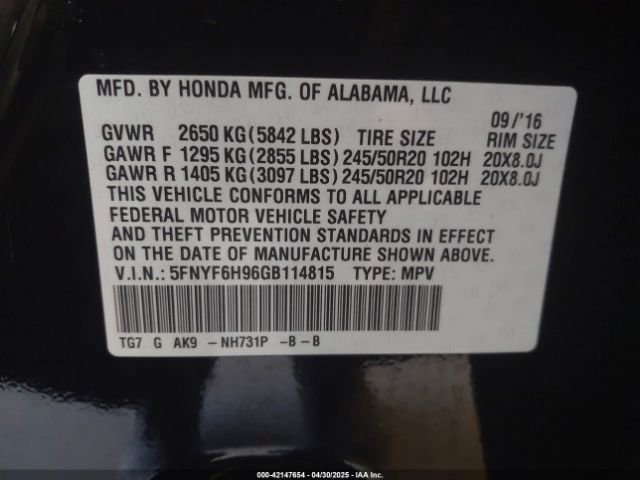 MFD. BY HONDA MFG. OF ALABAMA, LLC
09/'16
GVWR 2650 KG (5842 LBS) TIRE SIZE RIM SIZE
GAWR F 1295 KG (2855 LBS) 245/50R20 102H 20X8.0J
GAWR R 1405 KG (3097 LBS) 245/50R20 102H 20X8.0J
THIS VEHICLE CONFORMS TO ALL APPLICABLE
FEDERAL MOTOR VEHICLE SAFETY
AND THEFT PREVENTION STANDARDS IN EFFECT
ON THE DATE OF MANUFACTURE SHOWN ABOVE.
V.I.N.: 5FNYF6H96GB114815 TYPE: MPV
TG7 G AK9 - NH731P -B - B
000-42147654 - 04/30/2025 - IAAI. Inc.